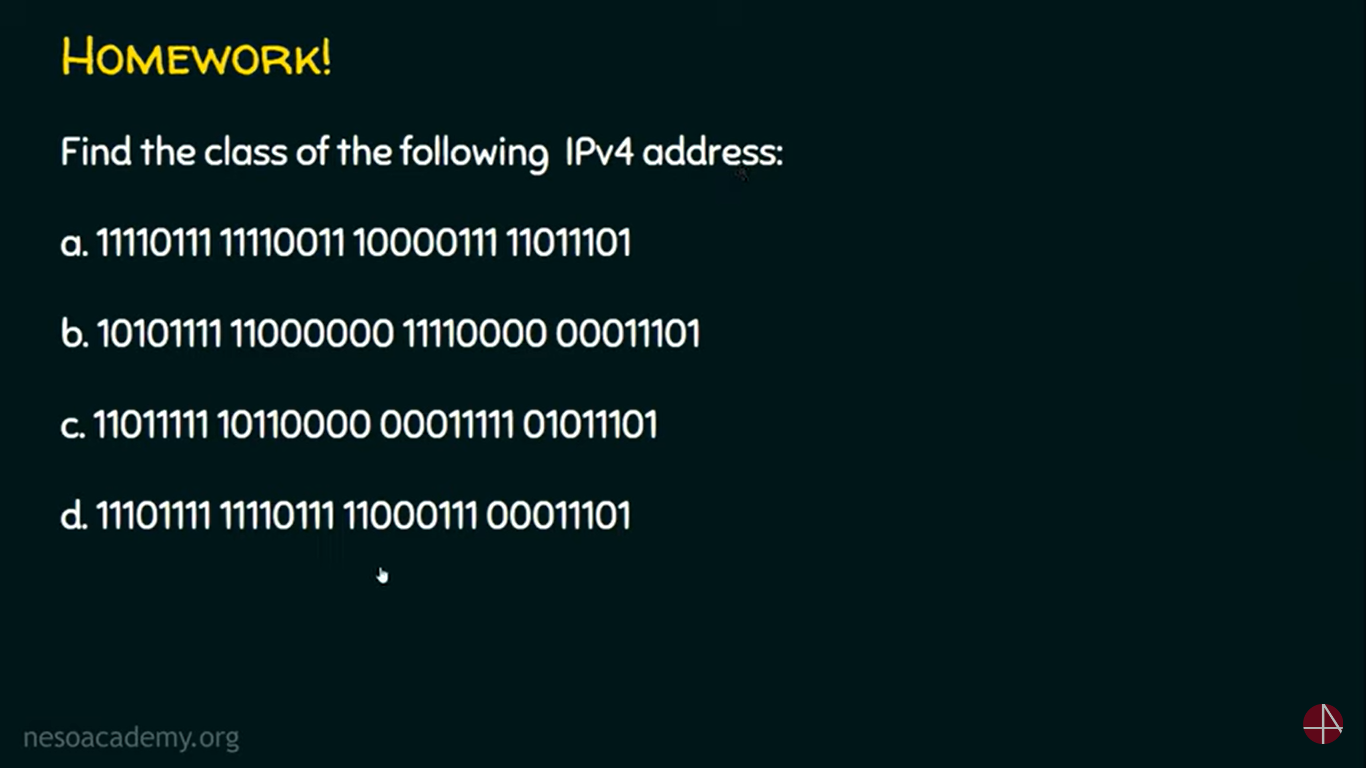 HOMEWORK!
Find the class of the following IPv4 address:
a. 11110111 11110011 10000111 11011101
b. 10101111 11000000 11110000 00011101
c. 11011111 10110000 00011111 01011101
d. 11101111 11110111 11000111 00011101
nesoacademy.org